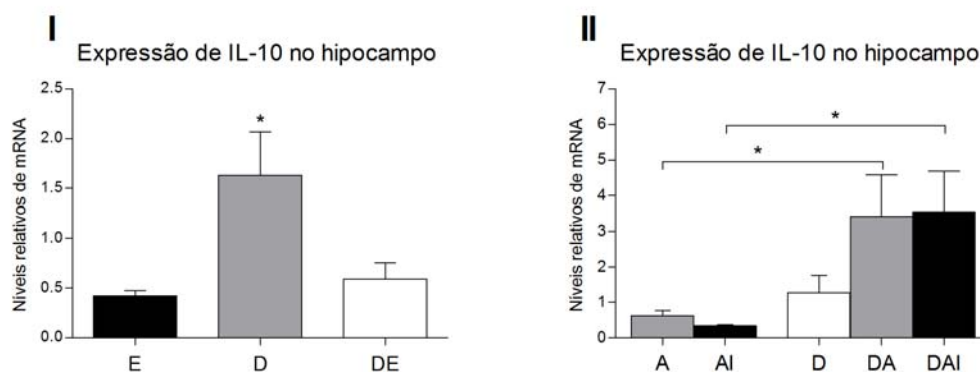 I
Expressão de IL-10 no hipocampo
Níveis relativos de mRNA
2.5
2.0
1.5
1.0
0.5
0.0
*
E D DE
II
Expressão de IL-10 no hipocampo
Níveis relativos de mRNA
7
6
5
4
3
2
1
0
*
*
A AI D DA DAI